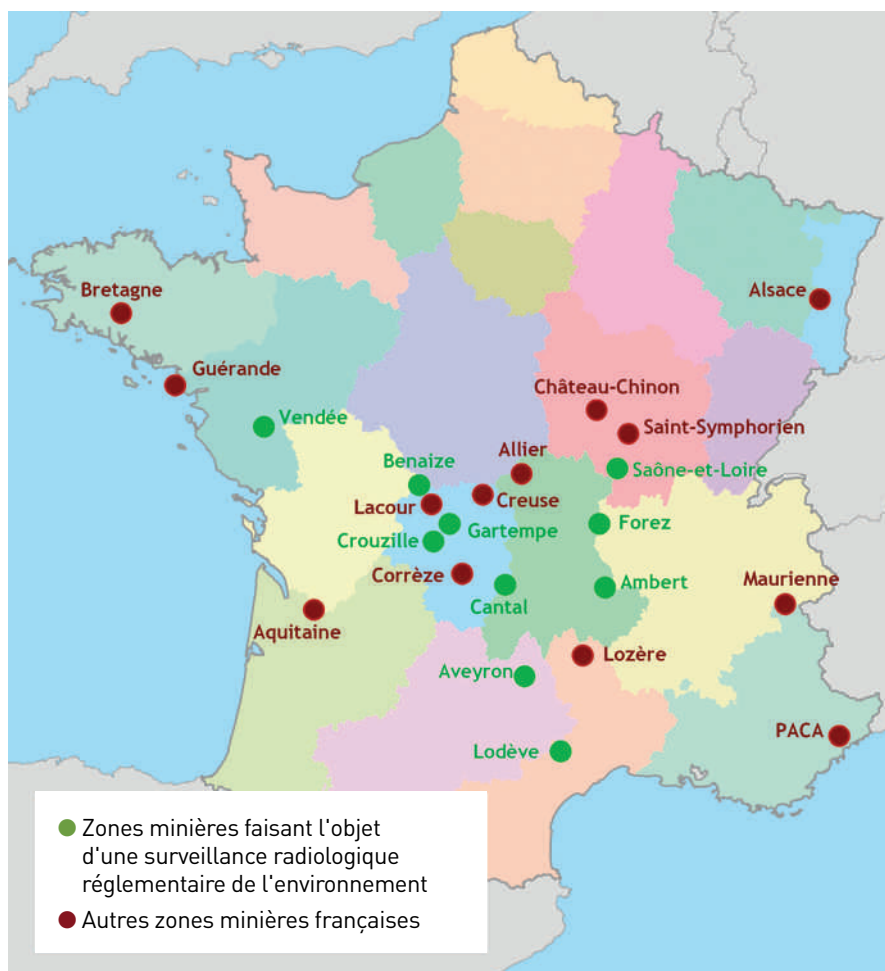 Bretagne
Alsace
Guérande
Château-Chinon
Vendée
Saint-Symphorien
Allier
Benaize
Saône-et-Loire
Lacour
Creuse
Gartempe
Forez
Crouzille
Corrèze
Cantal
Ambert
Maurienne
Aquitaine
Lozère
Aveyron
PACA
Lodève
Zones minières faisant l'objet
d'une surveillance radiologique
réglementaire de l'environnement
Autres zones minières françaises